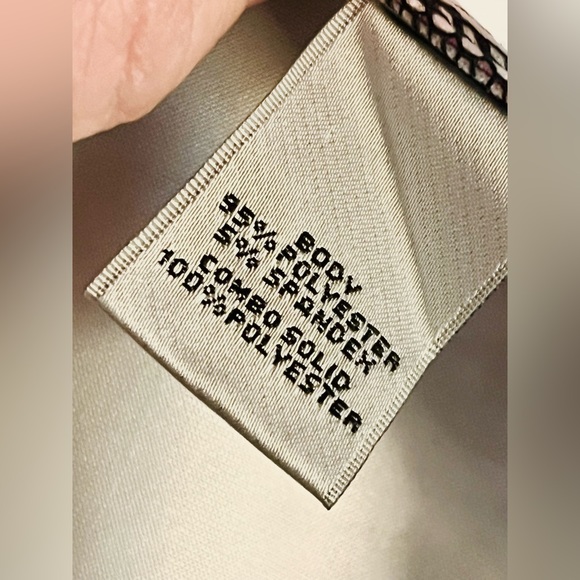 BODY
95% POLYESTER
5% SPANDEX
COMBO SOLID
100% POLYESTER